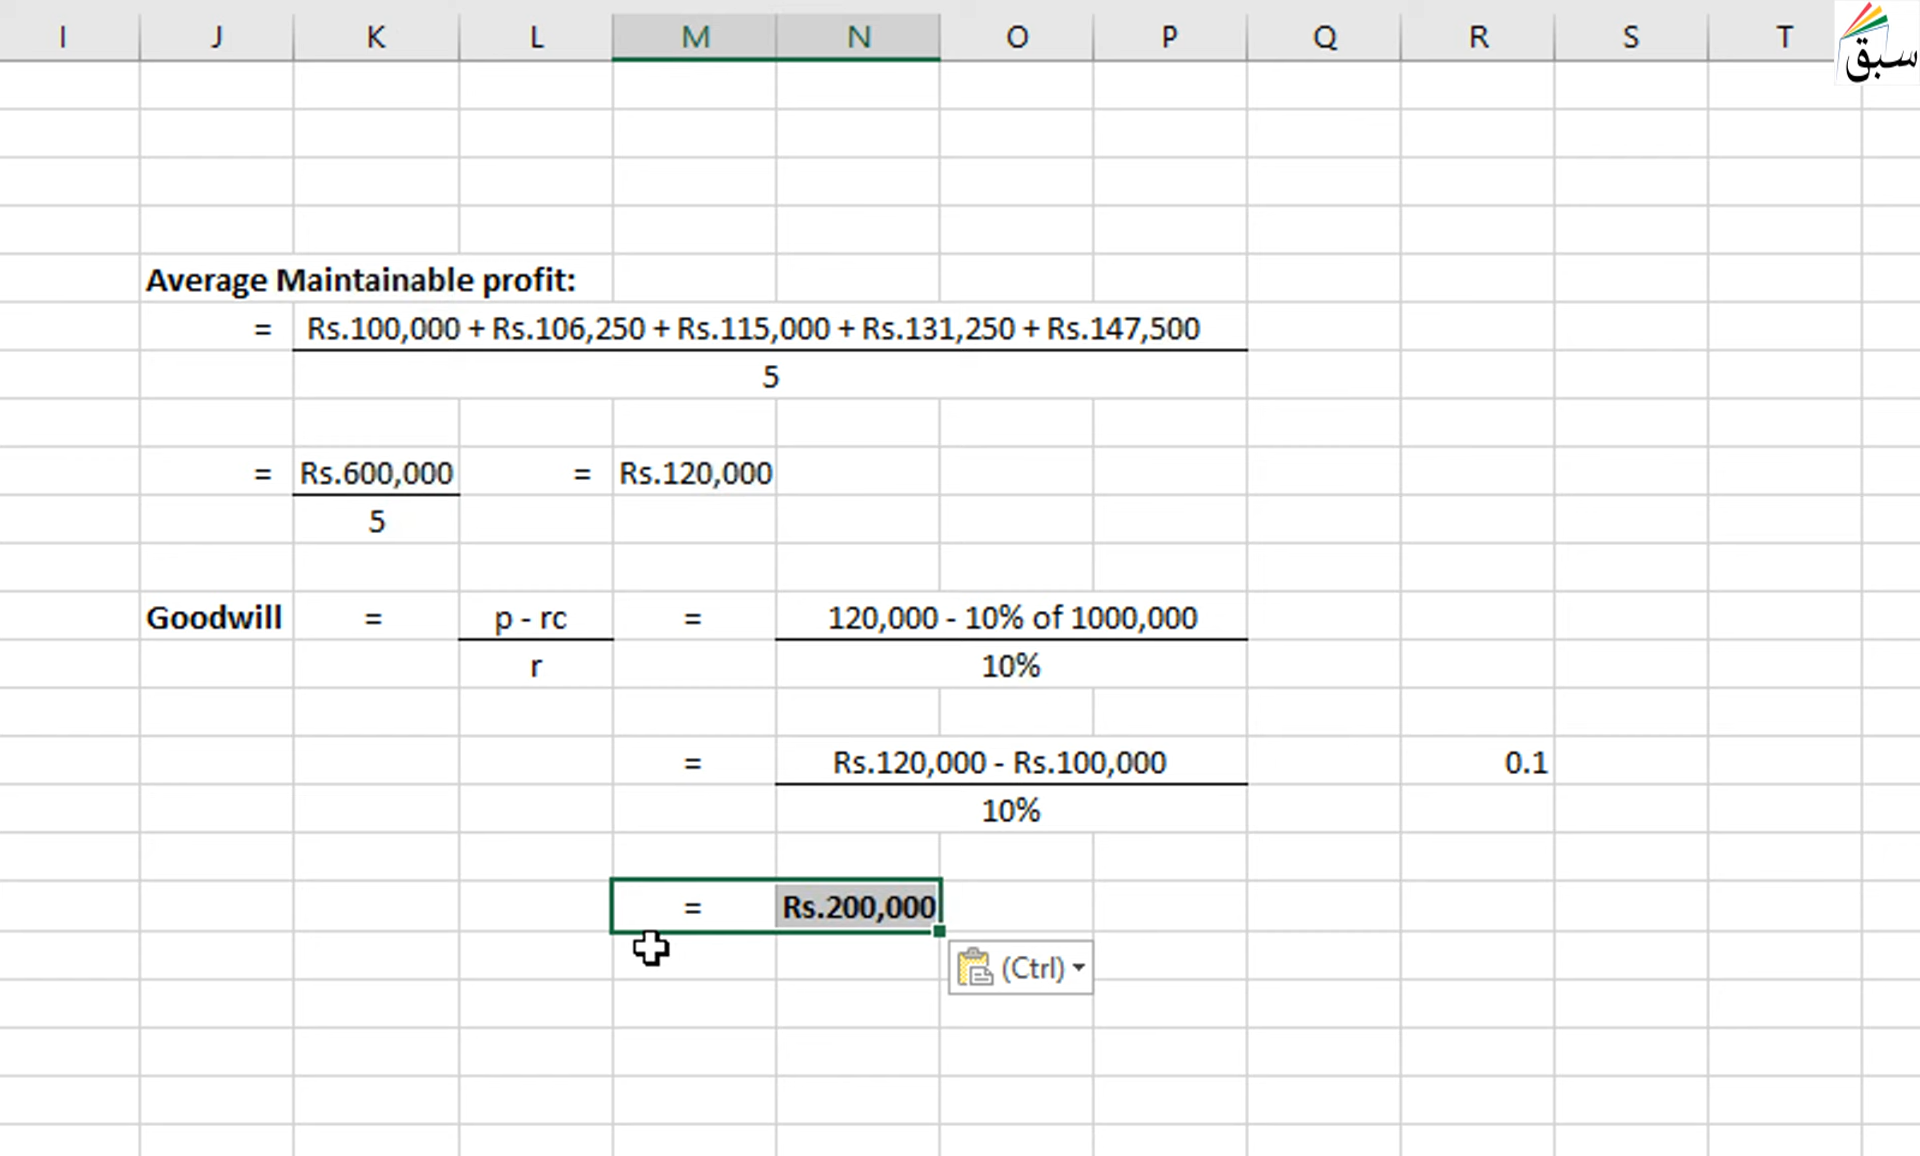 I J K L M N O P Q R S T
سبق
Average Maintainable profit:
= Rs.100,000 + Rs.106,250 + Rs.115,000 + Rs.131,250 + Rs.147,500
5
= Rs.600,000 = Rs.120,000
5
Goodwill = p - rc = 120,000 - 10% of 1000,000
r 10%
= Rs.120,000 - Rs.100,000 0.1
10%
= Rs.200,000
(Ctrl)